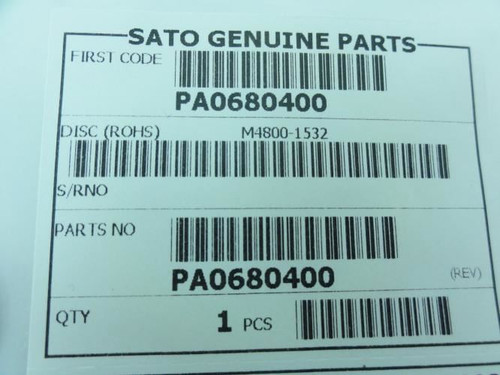 SATO GENUINE PARTS
FIRST CODE
PA0680400
DISC (ROHS) M4800-1532
S/RNO
PARTS NO
PA0680400 (REV)
QTY 1 PCS